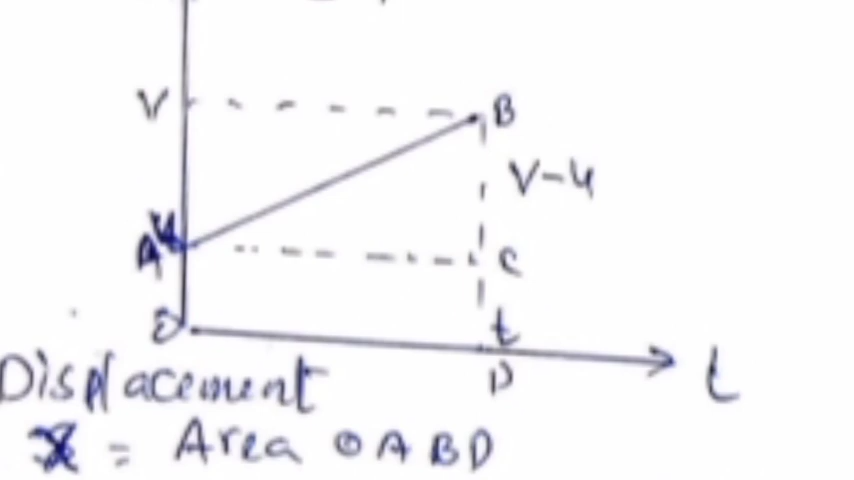 V
B
V-u
A u
C
O
t
D
t
Displacement
x = Area OABD